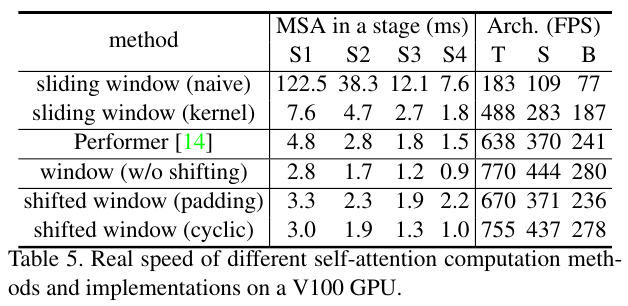 method MSA in a stage (ms) Arch. (FPS)
S1 S2 S3 S4 T S B
sliding window (naive) 122.5 38.3 12.1 7.6 183 109 77
sliding window (kernel) 7.6 4.7 2.7 1.8 488 283 187
Performer [14] 4.8 2.8 1.8 1.5 638 370 241
window (w/o shifting) 2.8 1.7 1.2 0.9 770 444 280
shifted window (padding) 3.3 2.3 1.9 2.2 670 371 236
shifted window (cyclic) 3.0 1.9 1.3 1.0 755 437 278
Table 5. Real speed of different self-attention computation meth-
ods and implementations on a V100 GPU.